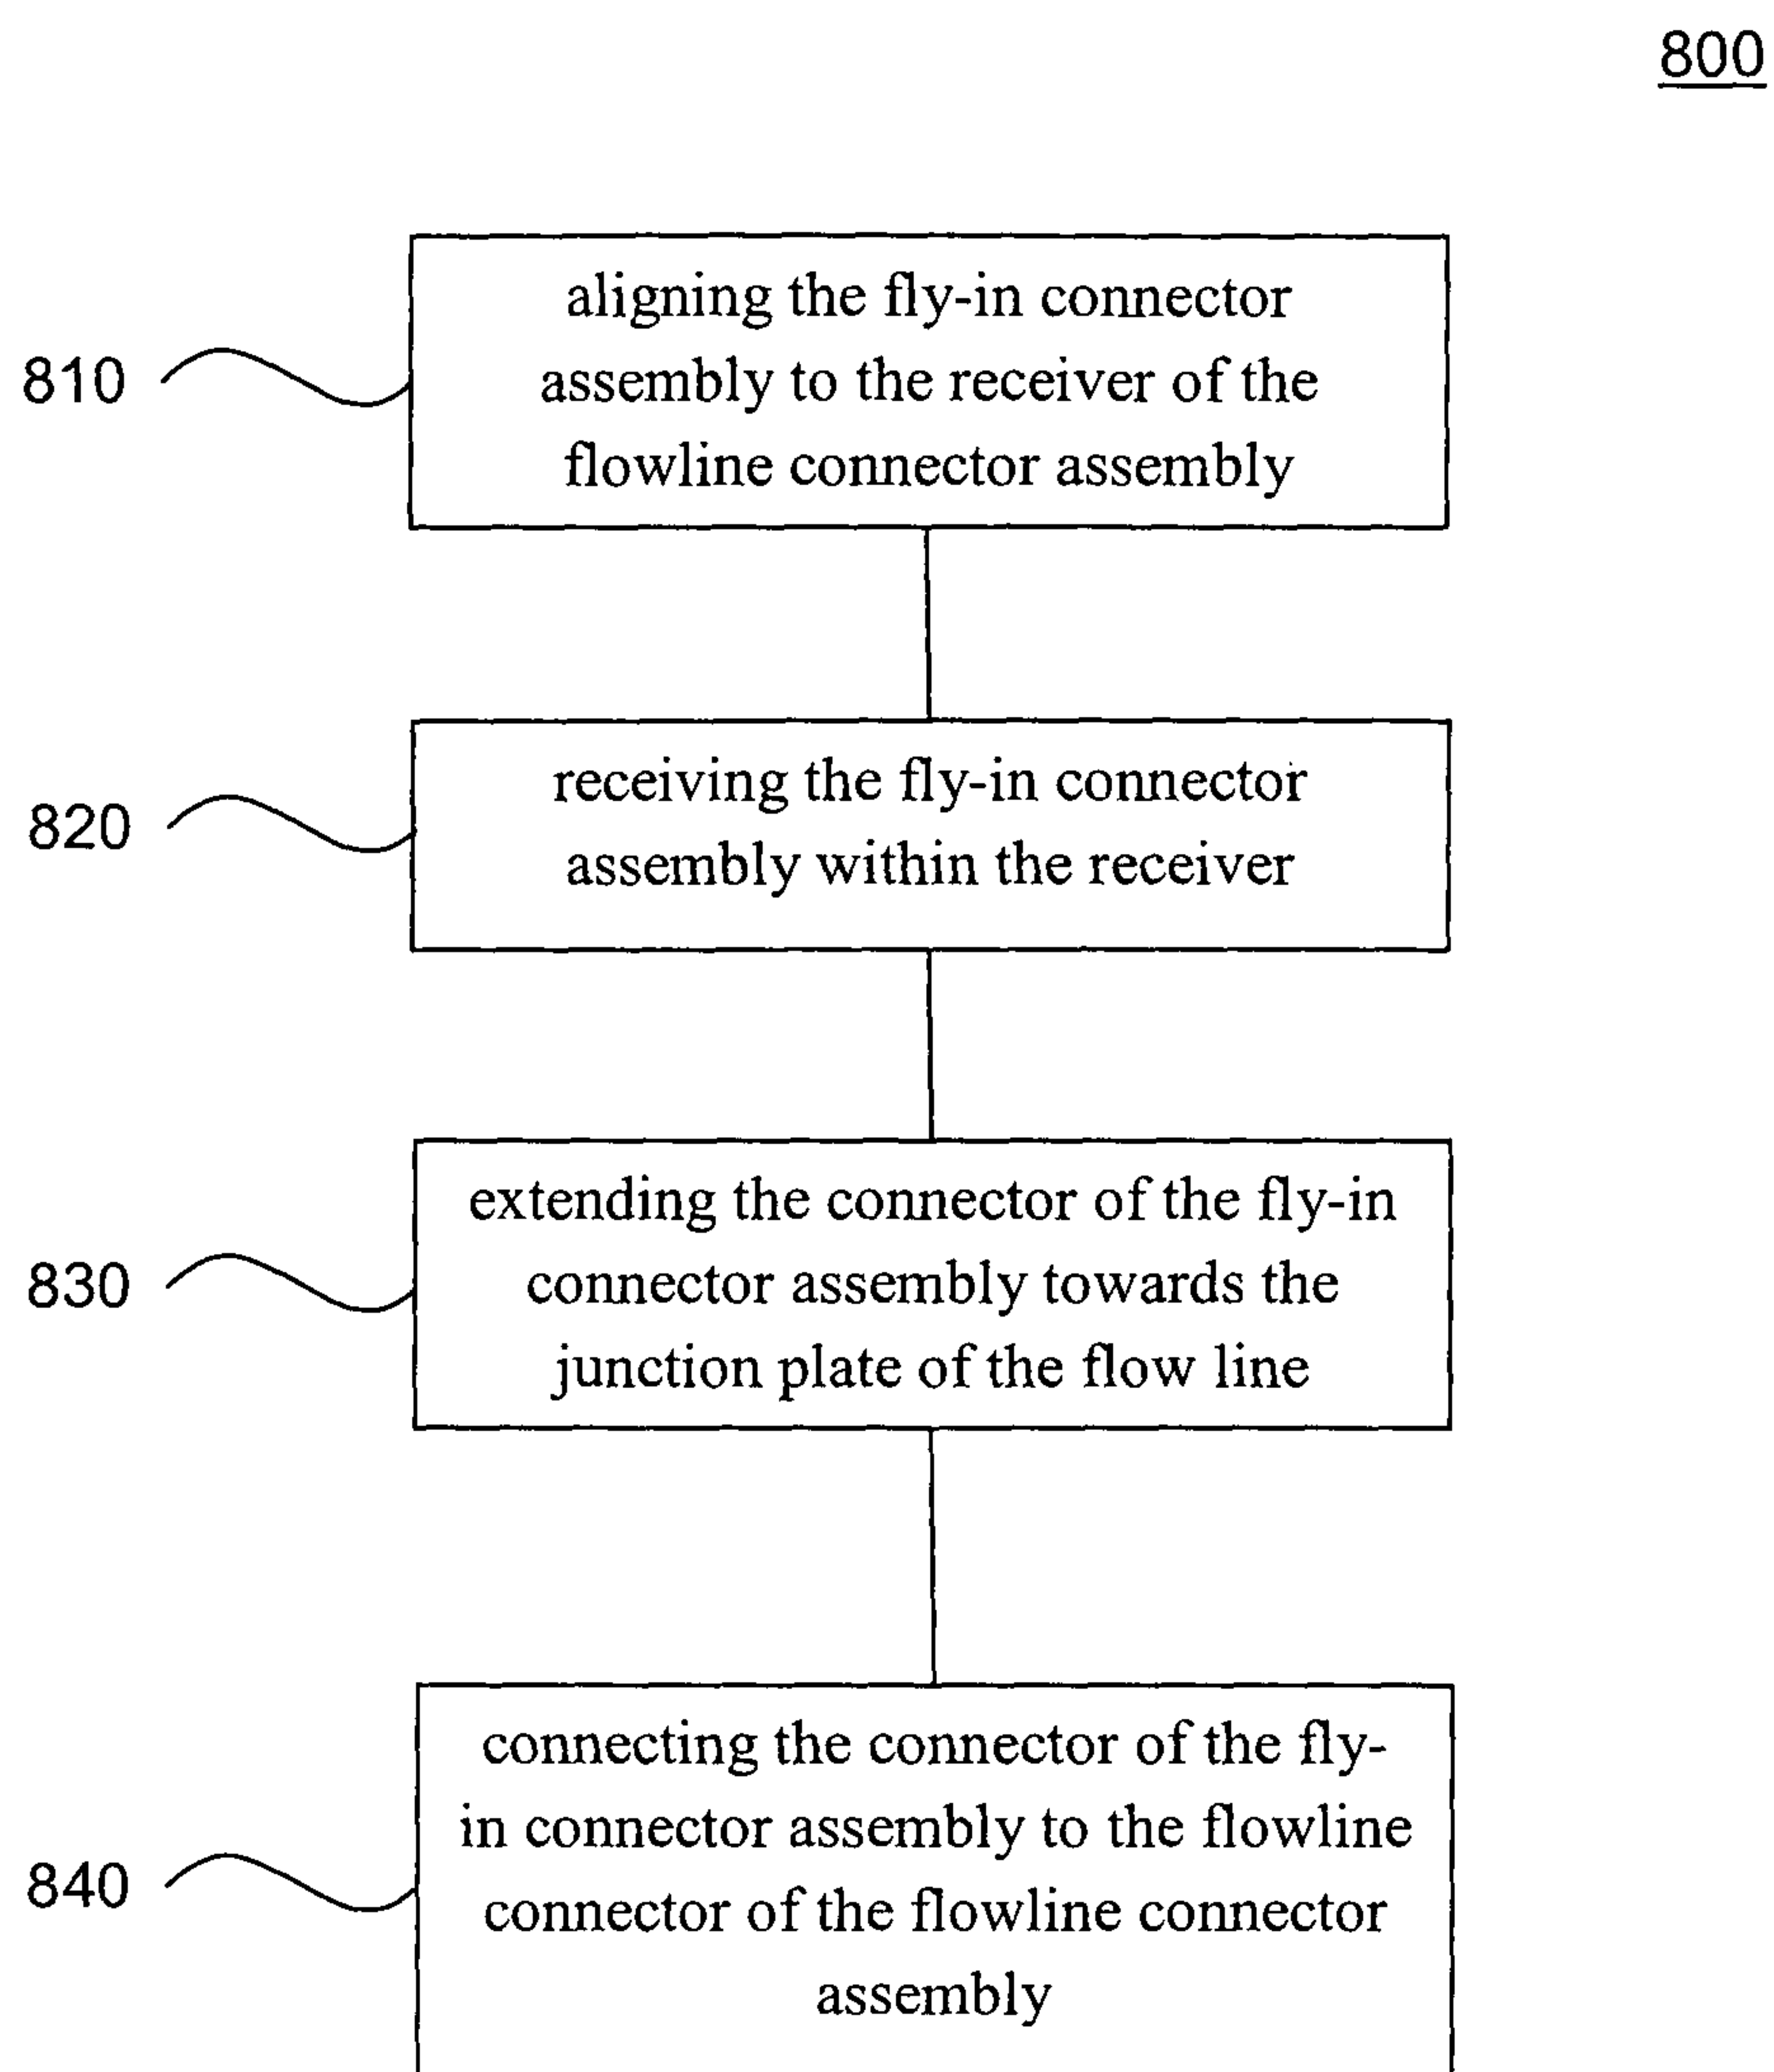 800
aligning the fly-in connector
assembly to the receiver of the
flowline connector assembly
810
receiving the fly-in connector
assembly within the receiver
820
extending the connector of the fly-in
connector assembly towards the
junction plate of the flow line
830
connecting the connector of the fly-
in connector assembly to the flowline
connector of the flowline connector
assembly
840